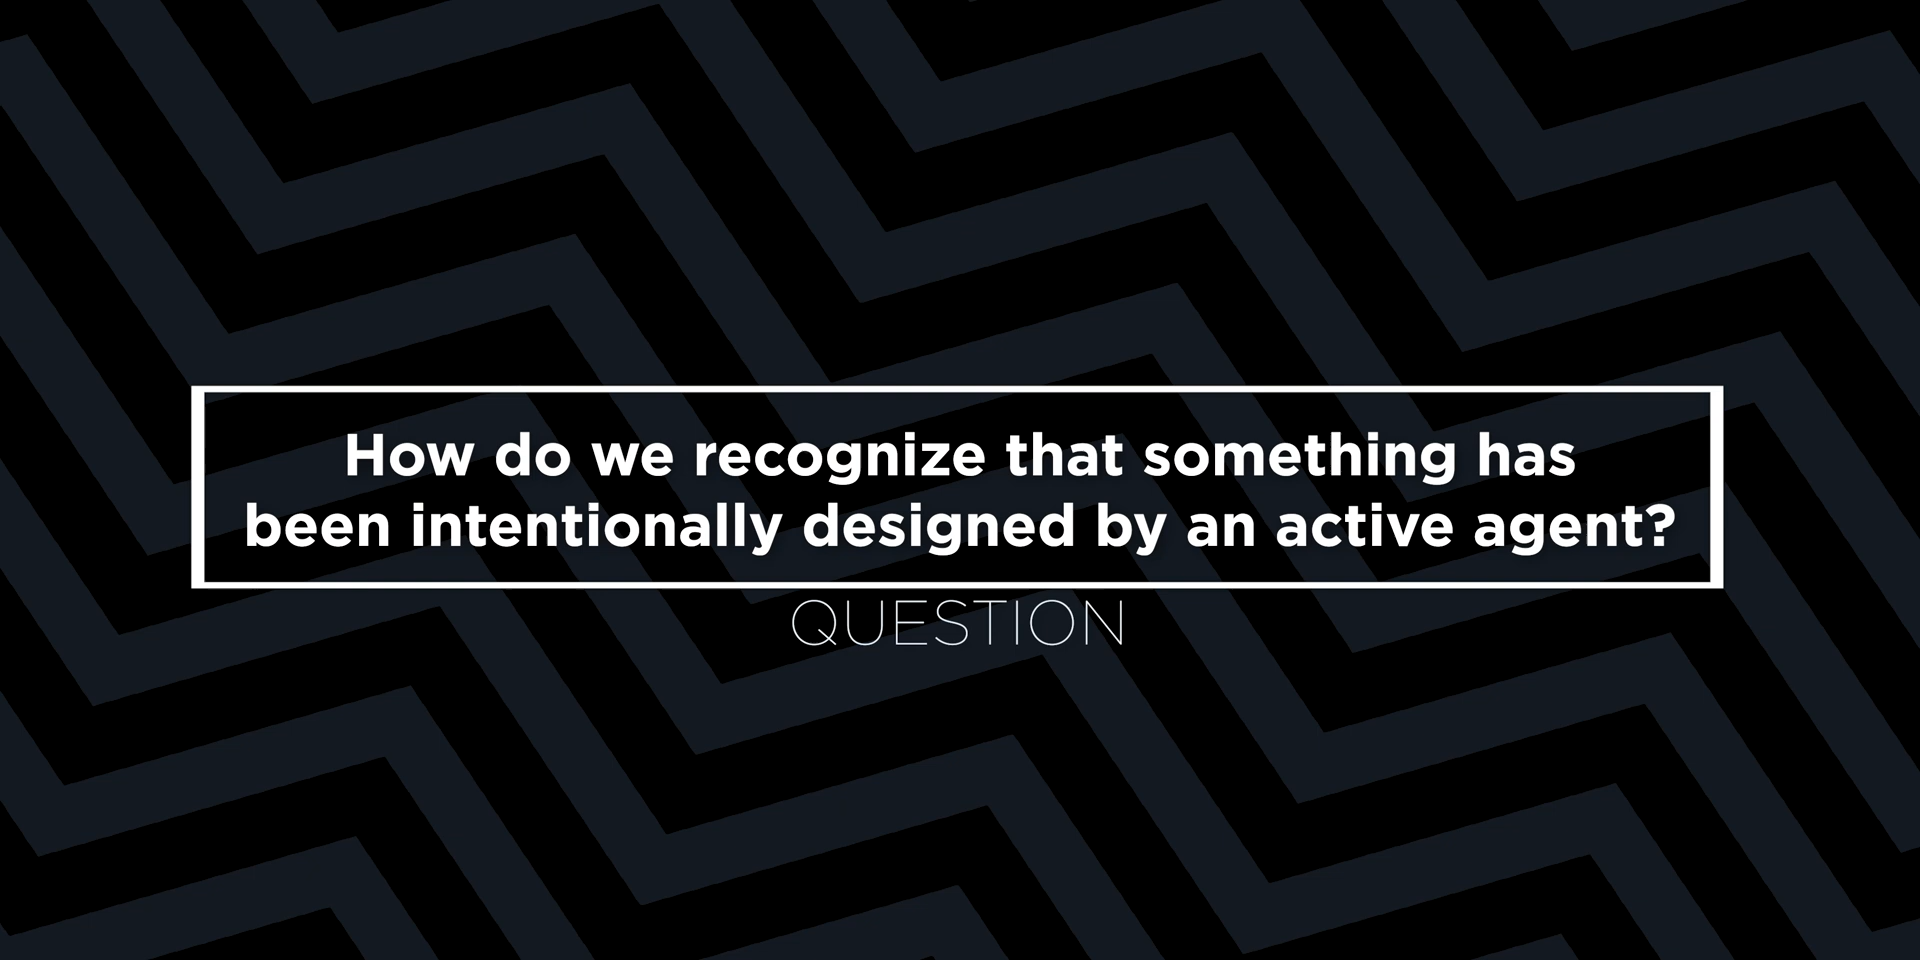 How do we recognize that something has
been intentionally designed by an active agent?
QUESTION